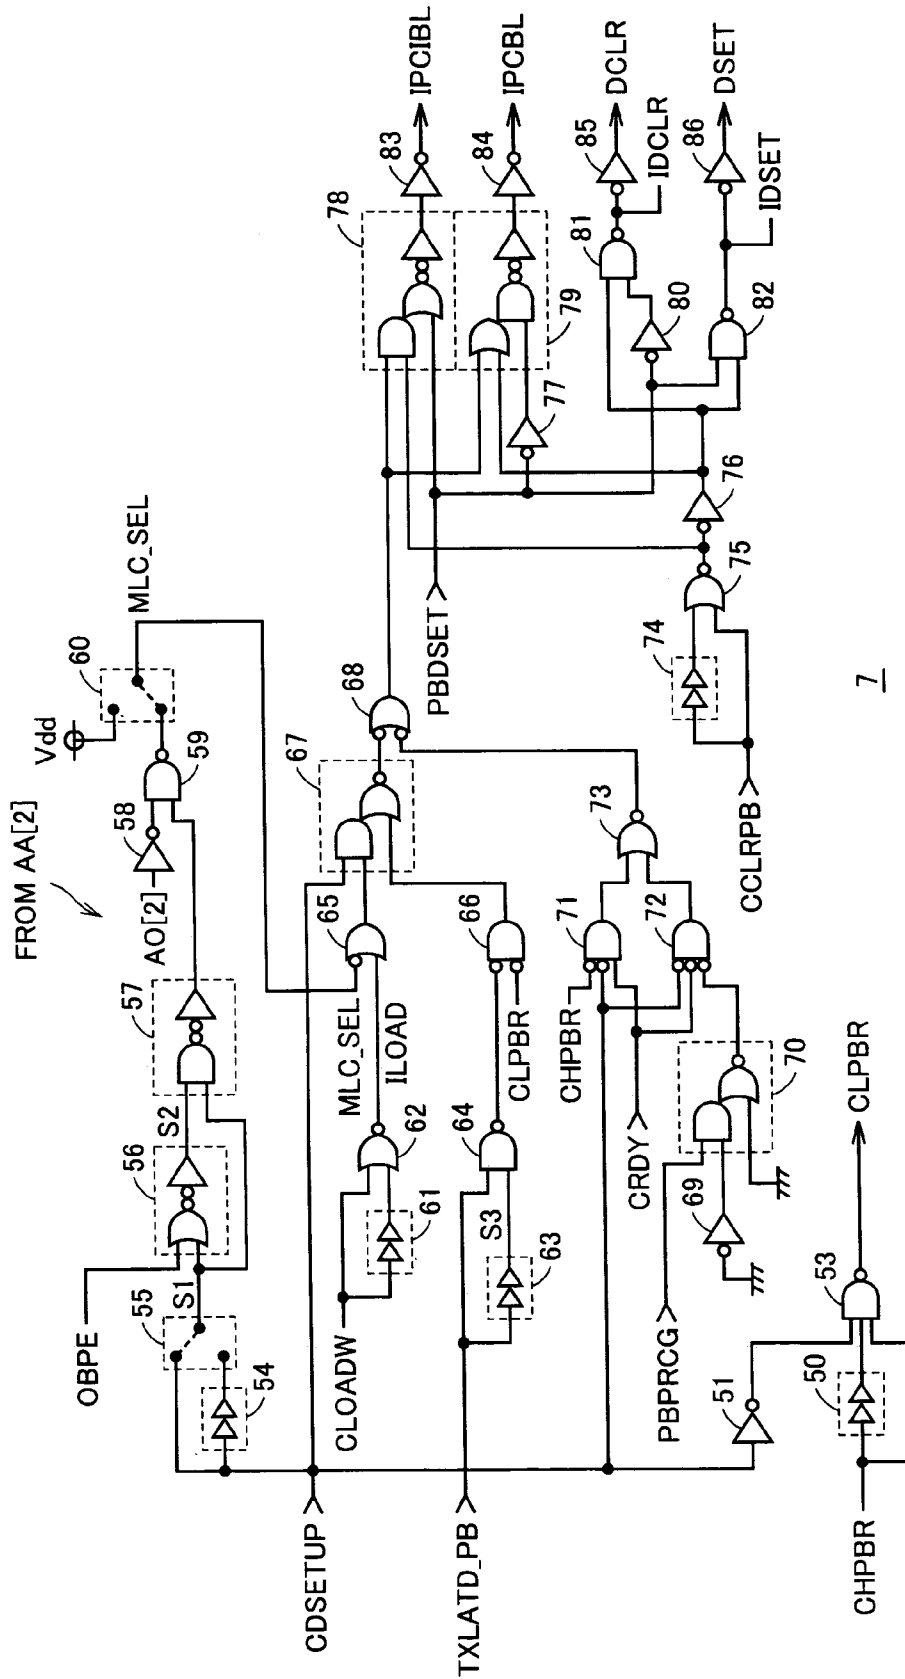 FROM AA[2]
Vdd
60
MLC_SEL
58
59
AO[2]
57
S2
56
OBPE
S1
55
54
CDSETUP
CLOADW
MLC_SEL
ILOAD
62
61
65
67
68
TXLATD_PB
64
S3
63
CLPBR
66
PBDSET
78
83
IPCIBL
79
84
IPCBL
77
80
81
85
DCLR
IDCLR
82
86
DSET
IDSET
76
75
74
CCLRPB
CHPBR
71
72
73
CRDY
PBPRCG
69
70
51
50
53
CHPBR
CLPBR
7